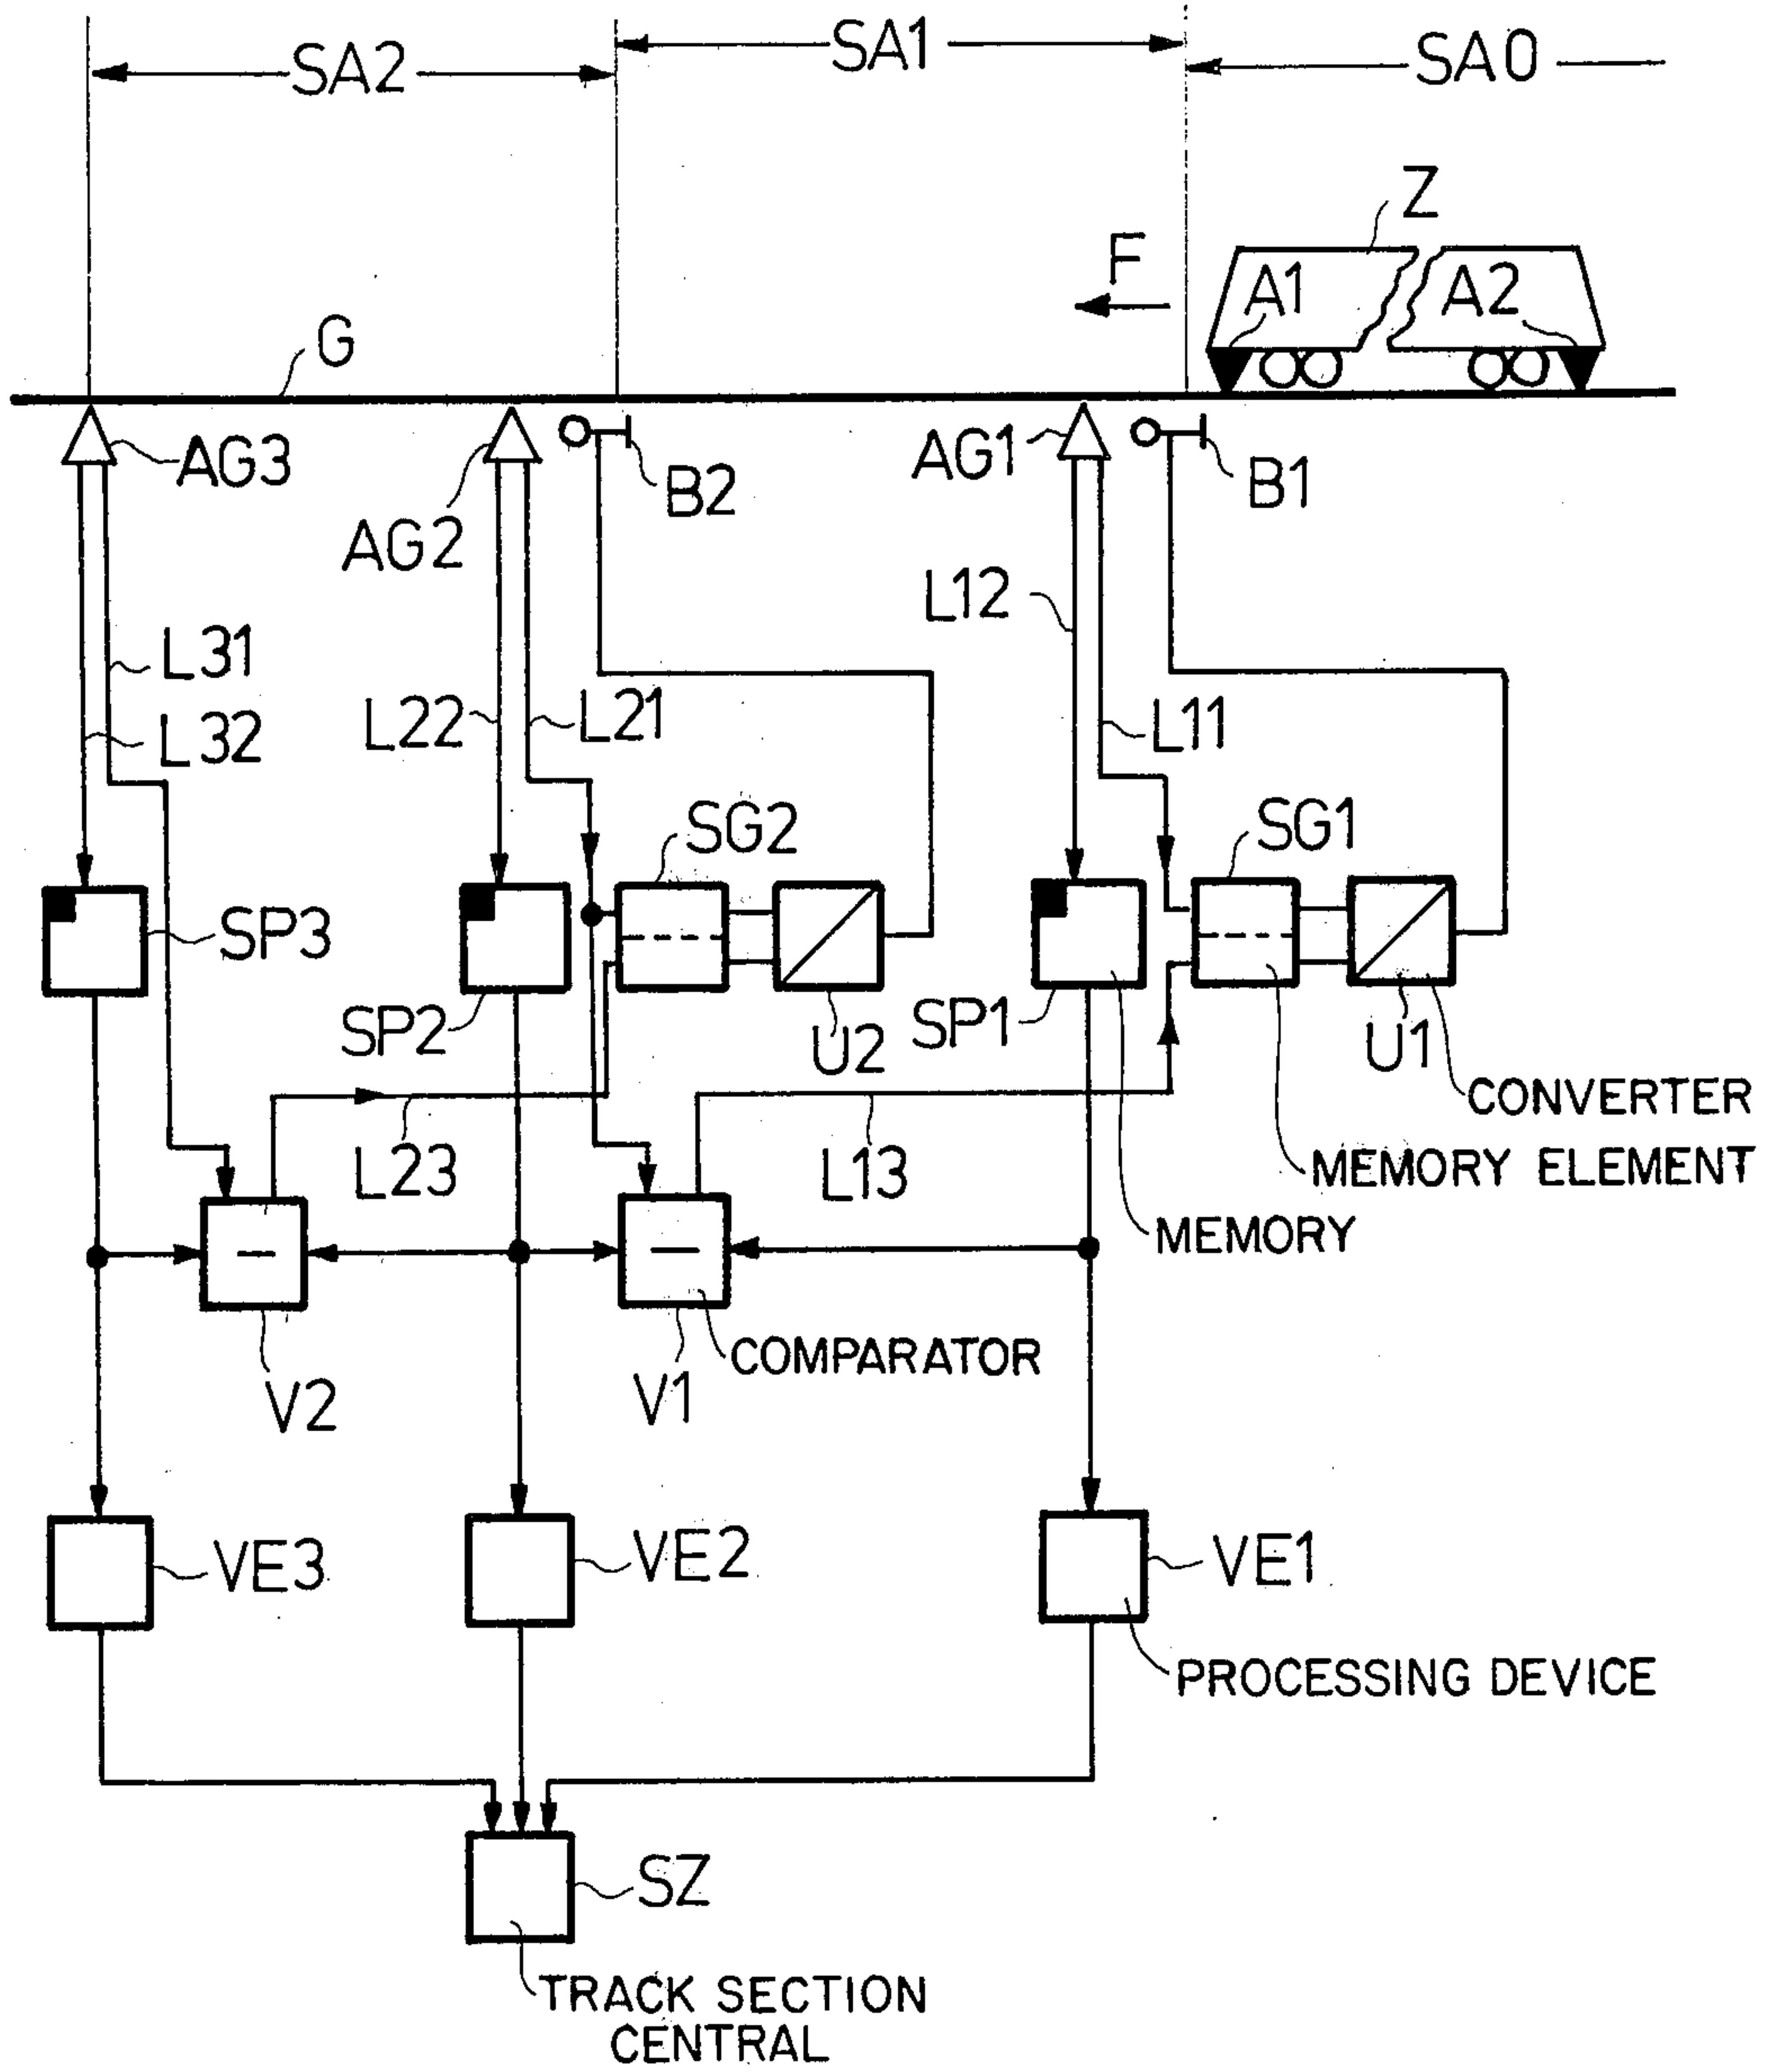 SA2
SA1
SA0
Z
F
A1
A2
G
AG3
AG2
B2
AG1
B1
L12
L31
L32
L22
L21
L11
SG2
SG1
SP3
SP2
U2
SP1
U1
CONVERTER
L23
L13
MEMORY ELEMENT
MEMORY
COMPARATOR
V2
V1
VE3
VE2
VE1
PROCESSING DEVICE
SZ
TRACK SECTION
CENTRAL